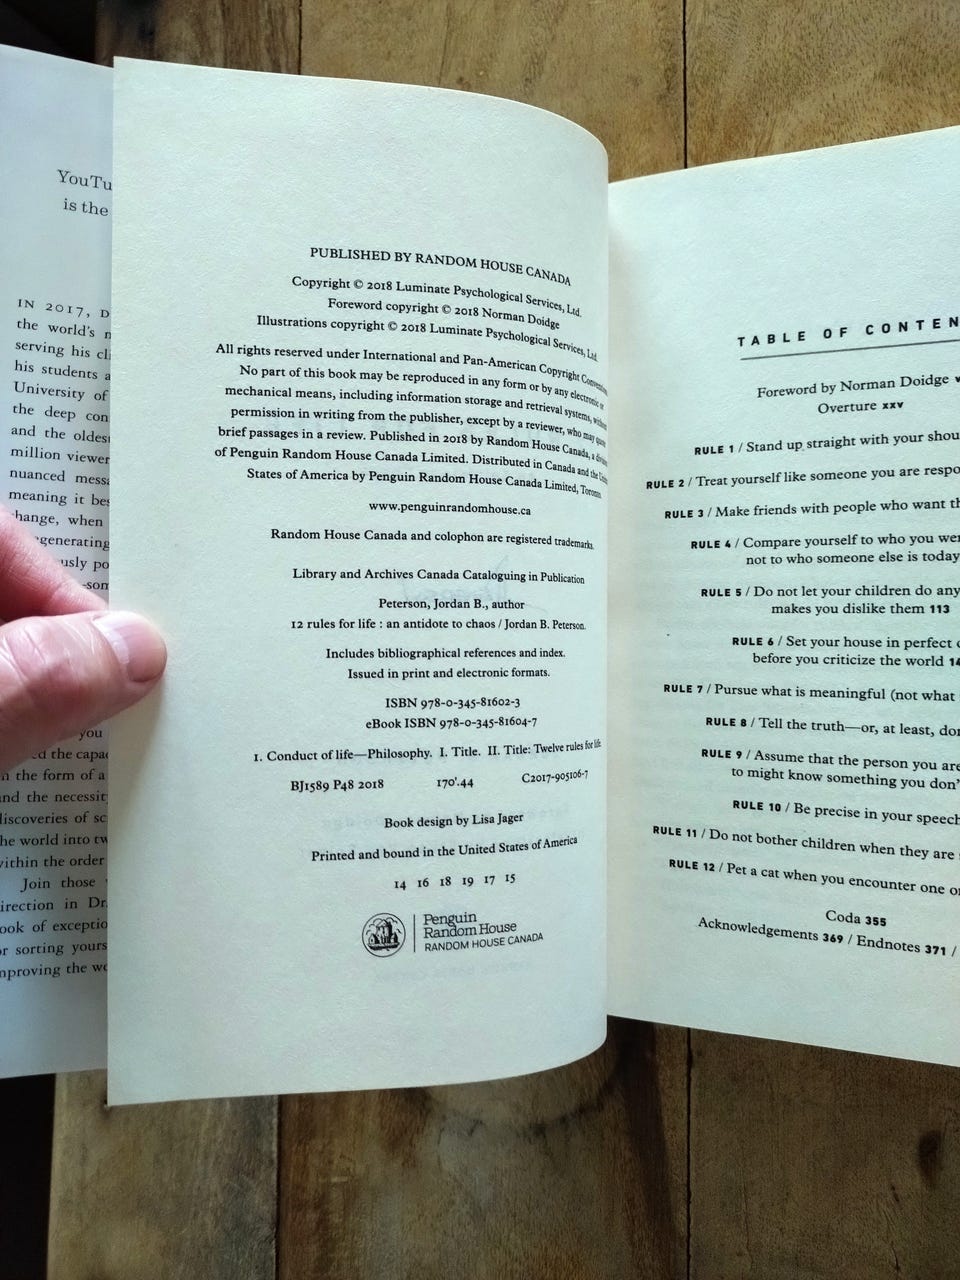 YouTu
is the
IN 2017, D
the world's
serving his cli
his students a
University of
the deep con
and the oldes
million viewer
nuanced messa
meaning it bes
change, when
egenerating
usly po
—som
you
ed the capac
n the form of a
nd the necessit
discoveries of sc
he world into tw
within the order
Join those
irection in Dr.
ook of exceptio
or sorting yours
mproving the wo
PUBLISHED BY RANDOM HOUSE CANADA
Copyright © 2018 Luminate Psychological Services, Ltd.
Foreword copyright © 2018 Norman Doidge
Illustrations copyright © 2018 Luminate Psychological Services, Ltd.
All rights reserved under International and Pan-American Copyright Conventions.
No part of this book may be reproduced in any form or by any electronic or
mechanical means, including information storage and retrieval systems, without
permission in writing from the publisher, except by a reviewer, who may quote
brief passages in a review. Published in 2018 by Random House Canada, a division
of Penguin Random House Canada Limited. Distributed in Canada and the United
States of America by Penguin Random House Canada Limited, Toronto.
www.penguinrandomhouse.ca
Random House Canada and colophon are registered trademarks.
Library and Archives Canada Cataloguing in Publication
Peterson, Jordan B., author
12 rules for life : an antidote to chaos / Jordan B. Peterson.
Includes bibliographical references and index.
Issued in print and electronic formats.
ISBN 978-0-345-81602-3
eBook ISBN 978-0-345-81604-7
1. Conduct of life—Philosophy. I. Title. II. Title: Twelve rules for life.
BJ1589 P48 2018 170'.44 C2017-905106-7
Book design by Lisa Jager
Printed and bound in the United States of America
14 16 18 19 17 15
Penguin
Random House
RANDOM HOUSE CANADA
TABLE OF CONTEN
Foreword by Norman Doidge
Overture xxv
RULE 1 / Stand up straight with your shou
RULE 2 / Treat yourself like someone you are respo
RULE 3 / Make friends with people who want th
RULE 4 / Compare yourself to who you wer
not to who someone else is today
RULE 5 / Do not let your children do any
makes you dislike them 113
RULE 6 / Set your house in perfect
before you criticize the world 14
RULE 7 / Pursue what is meaningful (not what
RULE 8 / Tell the truth—or, at least, don
RULE 9 / Assume that the person you are
to might know something you don'
RULE 10 / Be precise in your speech
RULE 11 / Do not bother children when they are
RULE 12 / Pet a cat when you encounter one o
Coda 355
Acknowledgements 369 / Endnotes 371 /